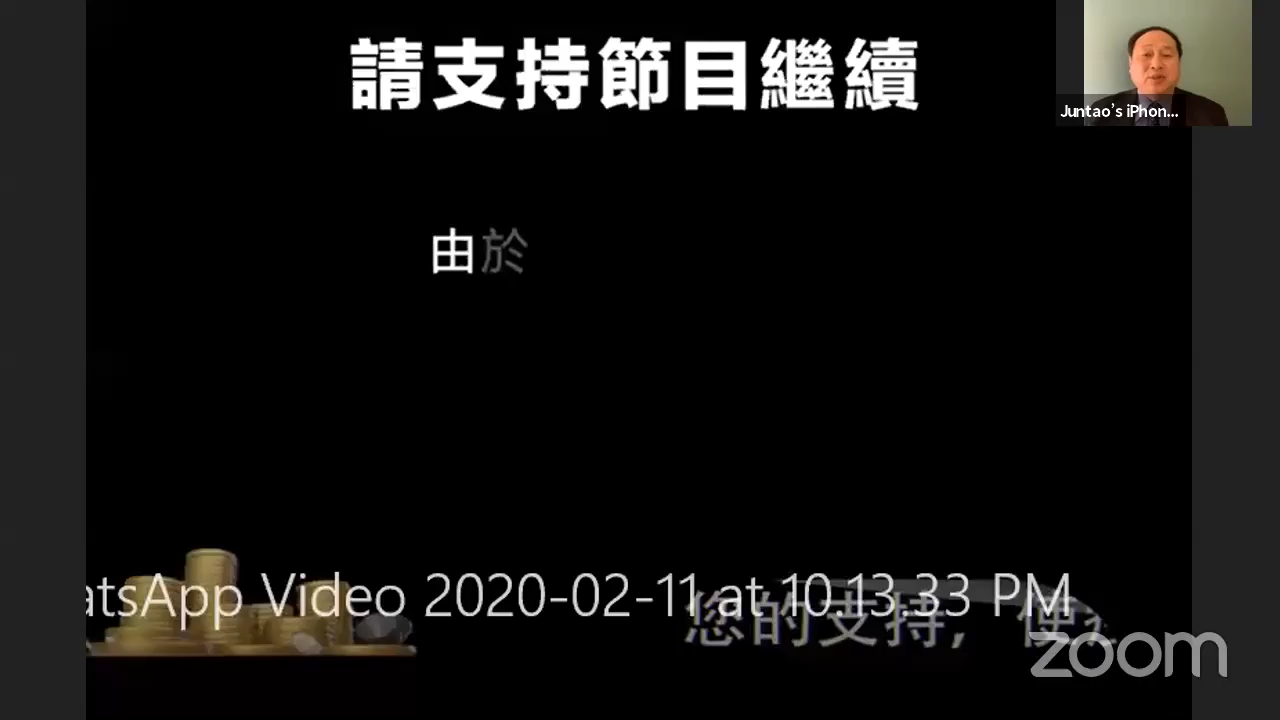 請支持節目繼續
Juntao's iPhon...
由於
atsApp Video 2020-02-11 at 10.13.33 PM
您的支持,
zoom